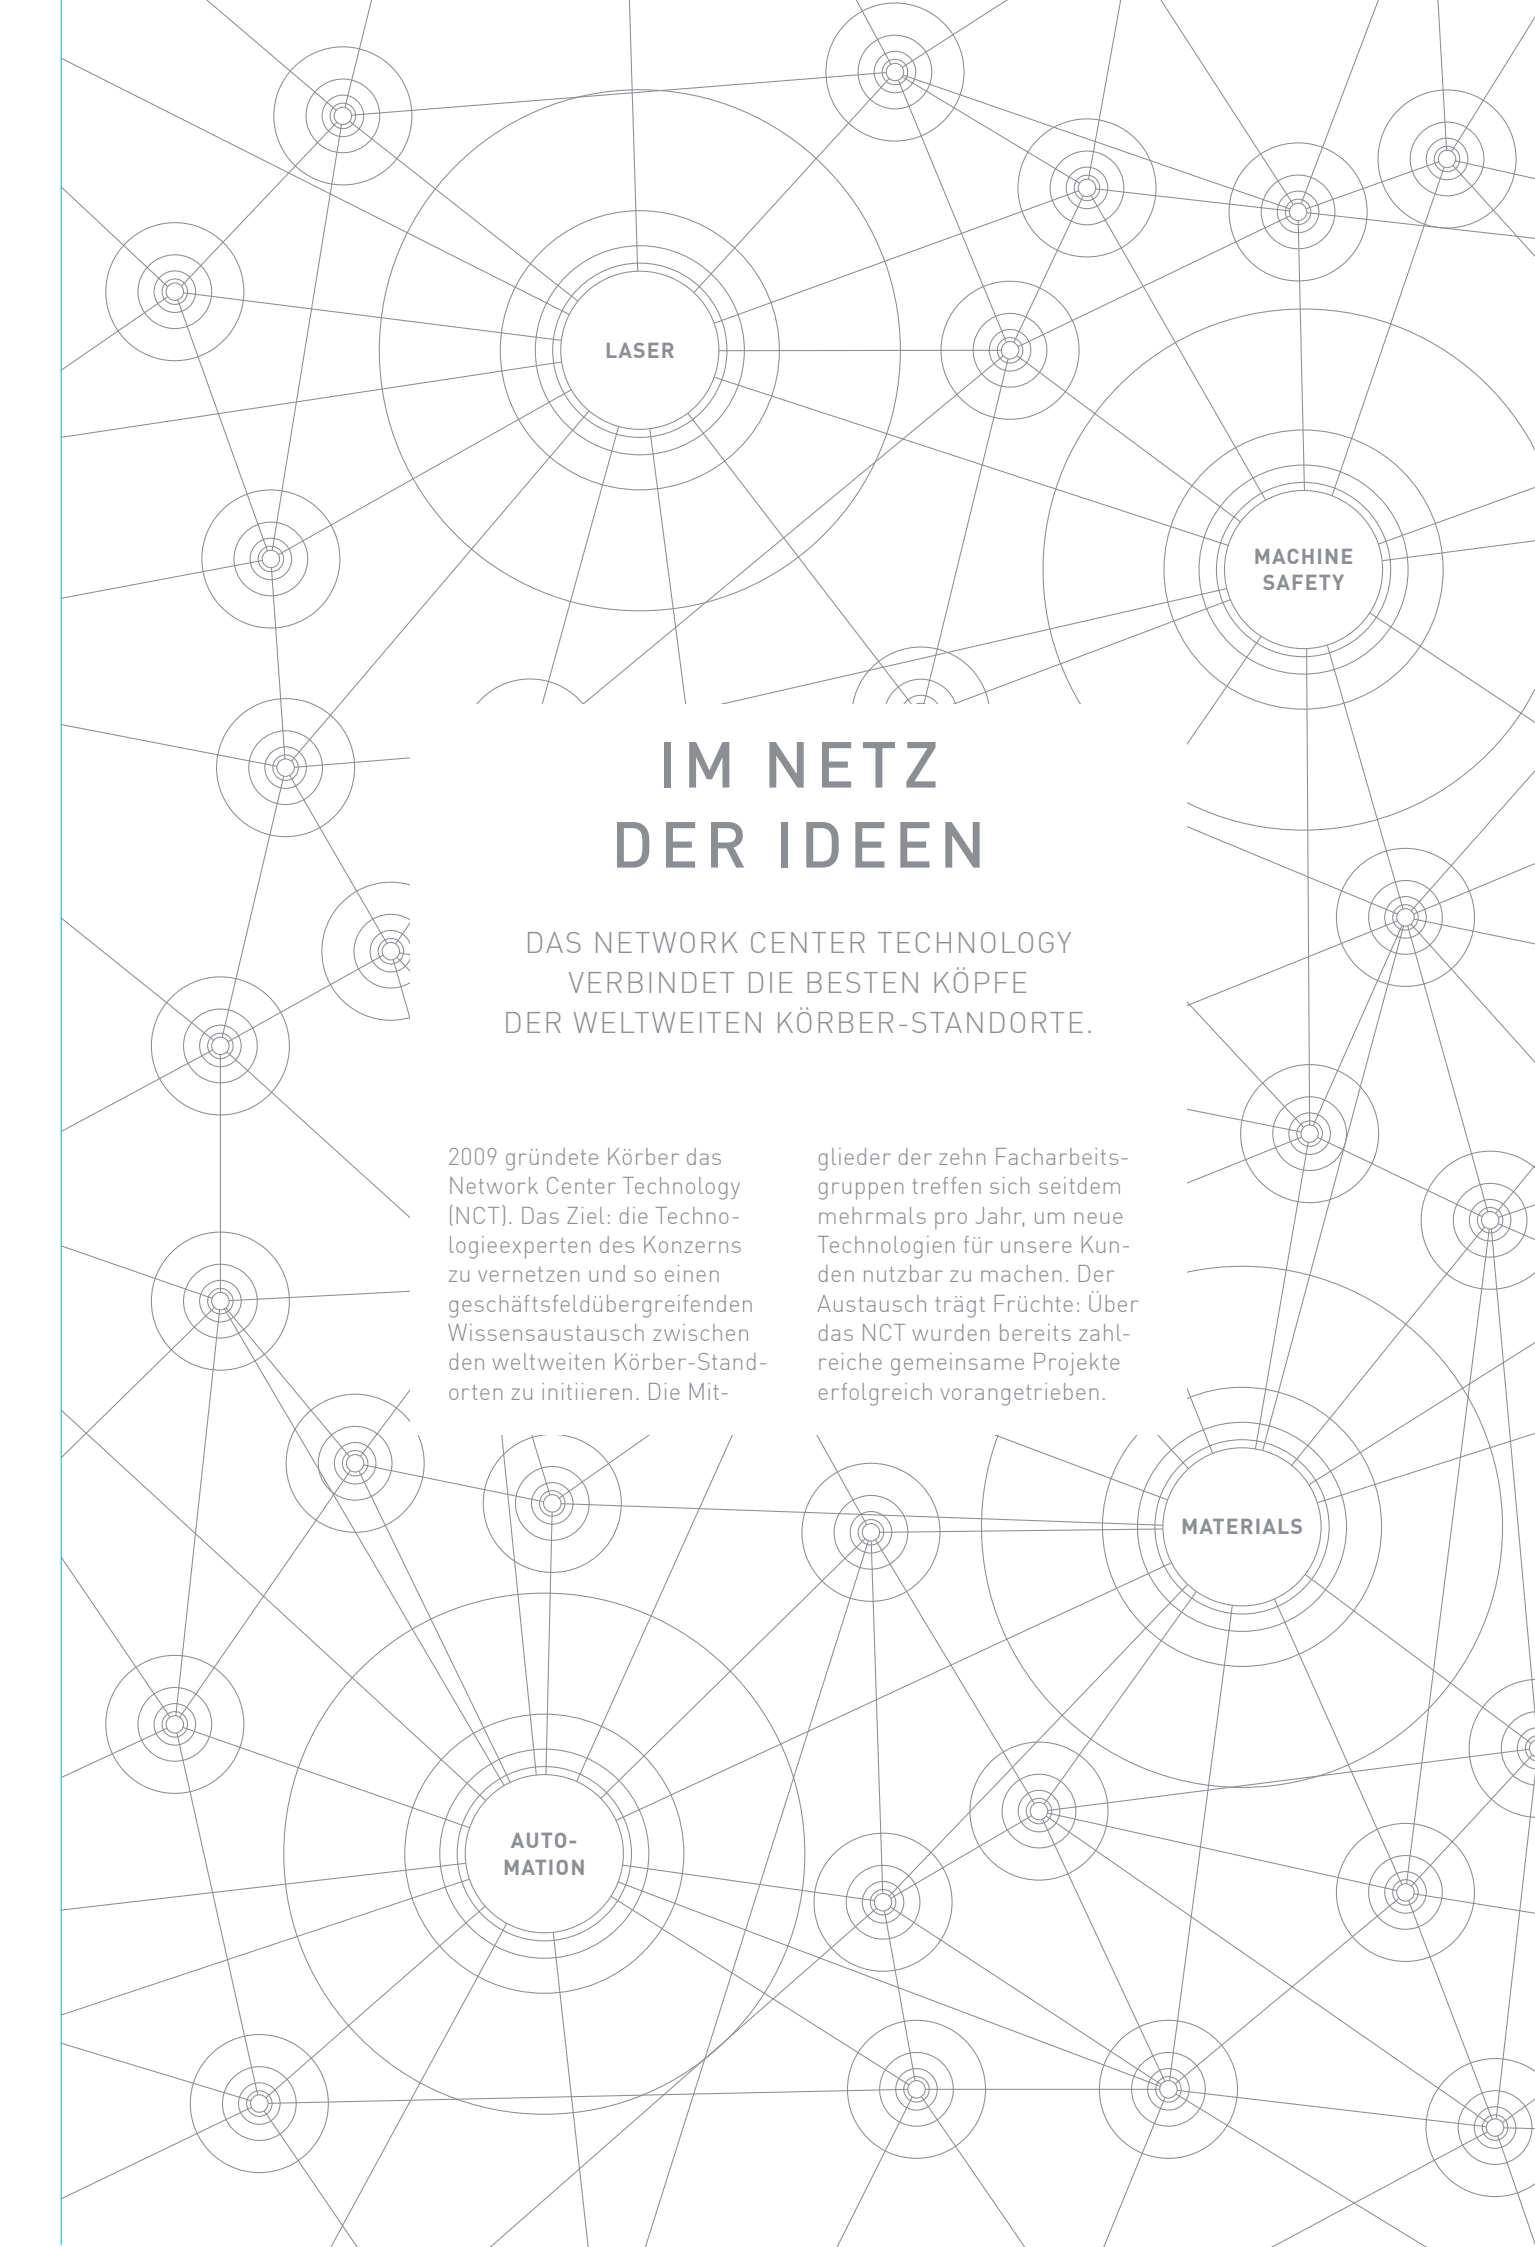 LASER
MACHINE
SAFETY
IM NETZ
DER IDEEN
DAS NETWORK CENTER TECHNOLOGY
VERBINDET DIE BESTEN KÖPFE
DER WELTWEITEN KÖRBER-STANDORTE.
2009 gründete Körber das
Network Center Technology
(NCT). Das Ziel: die Techno-
logieexperten des Konzerns
zu vernetzen und so einen
geschäftsfeldübergreifenden
Wissensaustausch zwischen
den weltweiten Körber-Stand-
orten zu initiieren. Die Mit-
glieder der zehn Facharbeits-
gruppen treffen sich seitdem
mehrmals pro Jahr, um neue
Technologien für unsere Kun-
den nutzbar zu machen. Der
Austausch trägt Früchte: Über
das NCT wurden bereits zahl-
reiche gemeinsame Projekte
erfolgreich vorangetrieben.
MATERIALS
AUTO-
MATION